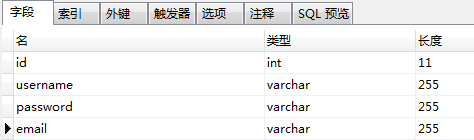 字段 索引 外键 触发器 选项 注释 SQL 预览
名 类型 长度
id int 11
username varchar 255
password varchar 255
email varchar 255